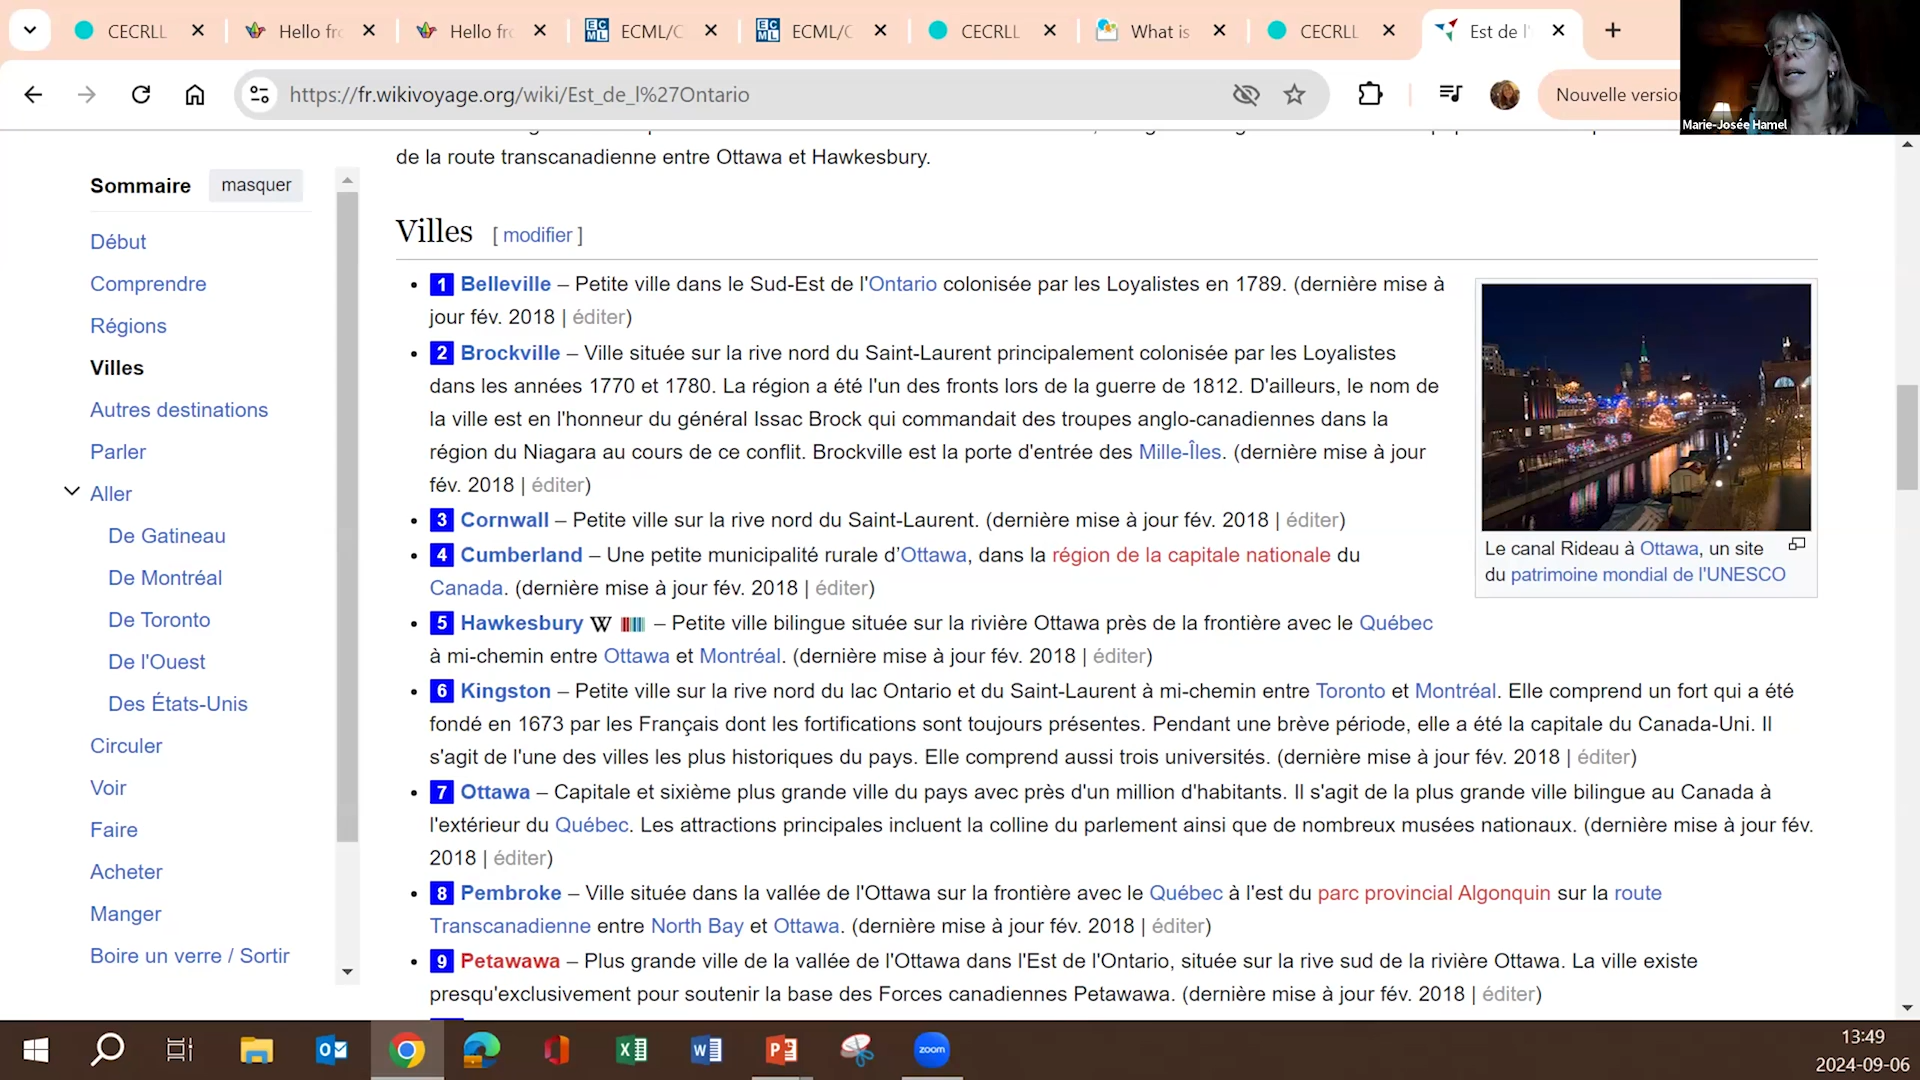 CECRLL
Hello fr
Hello fr
ECML/C
ECML/C
CECRLL
What is
CECRLL
Est de l'
https://fr.wikivoyage.org/wiki/Est_de_l%27Ontario
Nouvelle versio
Marie-Josée Hamel
de la route transcanadienne entre Ottawa et Hawkesbury.
Sommaire masquer
Début
Comprendre
Régions
Villes
Autres destinations
Parler
Aller
De Gatineau
De Montréal
De Toronto
De l'Ouest
Des États-Unis
Circuler
Voir
Faire
Acheter
Manger
Boire un verre / Sortir
Villes [ modifier ]
1 Belleville – Petite ville dans le Sud-Est de l'Ontario colonisée par les Loyalistes en 1789. (dernière mise à
jour fév. 2018 | éditer)
2 Brockville – Ville située sur la rive nord du Saint-Laurent principalement colonisée par les Loyalistes
dans les années 1770 et 1780. La région a été l'un des fronts lors de la guerre de 1812. D'ailleurs, le nom de
la ville est en l'honneur du général Issac Brock qui commandait des troupes anglo-canadiennes dans la
région du Niagara au cours de ce conflit. Brockville est la porte d'entrée des Mille-Îles. (dernière mise à jour
fév. 2018 | éditer)
3 Cornwall – Petite ville sur la rive nord du Saint-Laurent. (dernière mise à jour fév. 2018 | éditer)
4 Cumberland – Une petite municipalité rurale d’Ottawa, dans la région de la capitale nationale du
Canada. (dernière mise à jour fév. 2018 | éditer)
5 Hawkesbury W – Petite ville bilingue située sur la rivière Ottawa près de la frontière avec le Québec
à mi-chemin entre Ottawa et Montréal. (dernière mise à jour fév. 2018 | éditer)
6 Kingston – Petite ville sur la rive nord du lac Ontario et du Saint-Laurent à mi-chemin entre Toronto et Montréal. Elle comprend un fort qui a été
fondé en 1673 par les Français dont les fortifications sont toujours présentes. Pendant une brève période, elle a été la capitale du Canada-Uni. Il
s'agit de l'une des villes les plus historiques du pays. Elle comprend aussi trois universités. (dernière mise à jour fév. 2018 | éditer)
7 Ottawa – Capitale et sixième plus grande ville du pays avec près d'un million d'habitants. Il s'agit de la plus grande ville bilingue au Canada à
l'extérieur du Québec. Les attractions principales incluent la colline du parlement ainsi que de nombreux musées nationaux. (dernière mise à jour fév.
2018 | éditer)
8 Pembroke – Ville située dans la vallée de l'Ottawa sur la frontière avec le Québec à l'est du parc provincial Algonquin sur la route
Transcanadienne entre North Bay et Ottawa. (dernière mise à jour fév. 2018 | éditer)
9 Petawawa – Plus grande ville de la vallée de l'Ottawa dans l'Est de l'Ontario, située sur la rive sud de la rivière Ottawa. La ville existe
presqu'exclusivement pour soutenir la base des Forces canadiennes Petawawa. (dernière mise à jour fév. 2018 | éditer)
Le canal Rideau à Ottawa, un site
du patrimoine mondial de l'UNESCO
zoom
13:49
2024-09-06